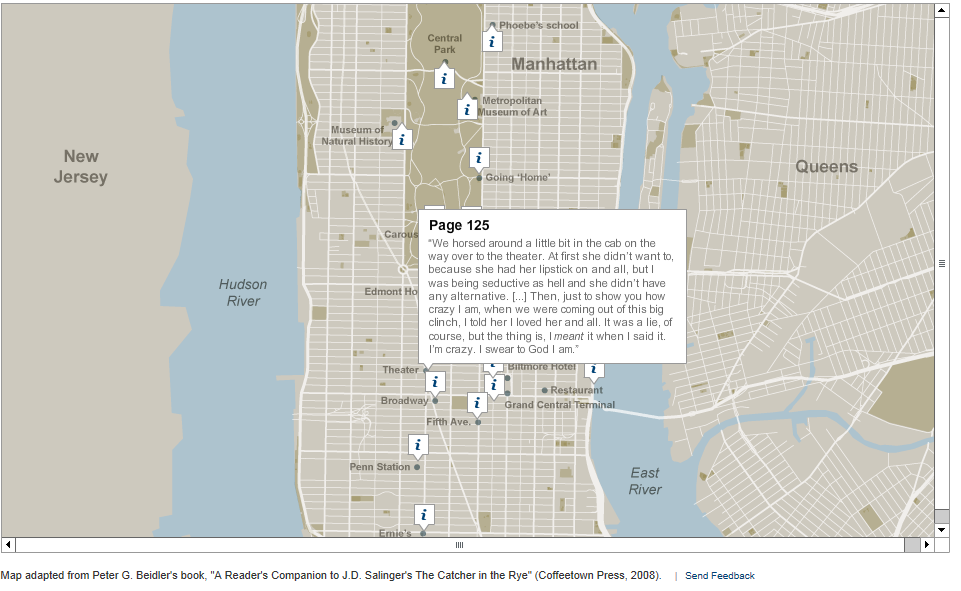 Phoebe's school
Central
Park
Manhattan
Metropolitan
Museum of Art
Museum of
Natural History
New
Jersey
Queens
Going ‘Home’
Page 125
“We horsed around a little bit in the cab on the
way over to the theater. At first she didn’t want to,
because she had her lipstick on and all, but I
was being seductive as hell and she didn’t have
any alternative. [...] Then, just to show you how
crazy I am, when we were coming out of this big
clinch, I told her I loved her and all. It was a lie, of
course, but the thing is, I meant it when I said it.
I’m crazy. I swear to God I am.”
Carous
Hudson
River
Edmont Ho
Theater
Biltmore Hotel
Restaurant
Broadway
Grand Central Terminal
Fifth Ave.
Penn Station
East
River
Ernie's
Map adapted from Peter G. Beidler's book, "A Reader's Companion to J.D. Salinger's The Catcher in the Rye" (Coffeetown Press, 2008). | Send Feedback